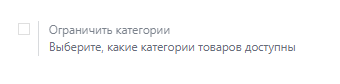 Ограничить категории
Выберите, какие категории товаров доступны